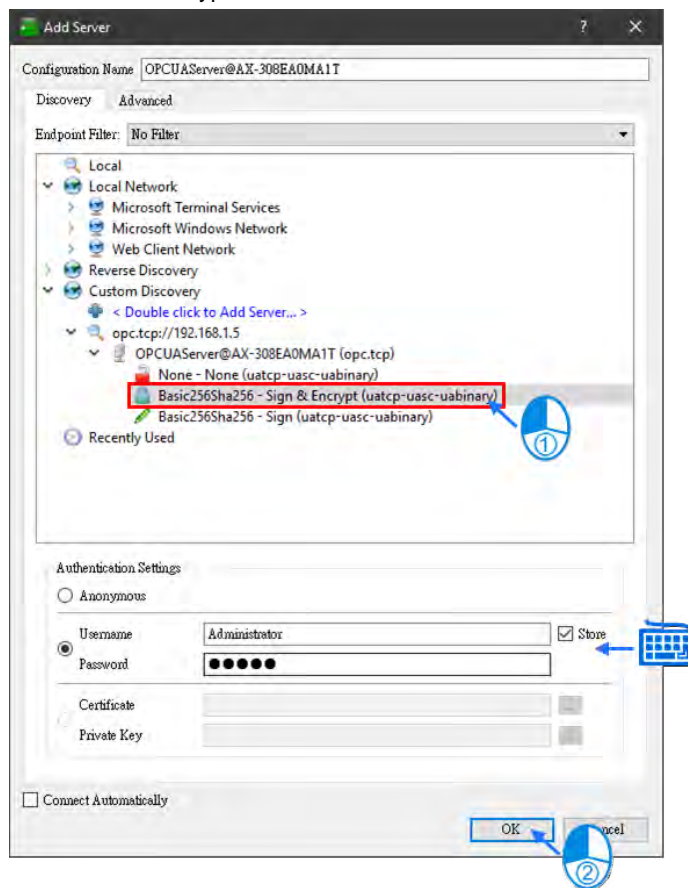 Add Server
?
Configuration Name OPCUAServer@AX-308EA0MA1T
Discovery Advanced
Endpoint Filter: No Filter
Local
Local Network
Microsoft Terminal Services
Microsoft Windows Network
Web Client Network
Reverse Discovery
Custom Discovery
< Double click to Add Server... >
opc.tcp://192.168.1.5
OPCUAServer@AX-308EA0MA1T (opc.tcp)
None - None (uatcp-uasc-uabinary)
Basic256Sha256 - Sign & Encrypt (uatcp-uasc-uabinary)
Basic256Sha256 - Sign (uatcp-uasc-uabinary)
Recently Used
①
Authentication Settings
Anonymous
Username Administrator Store
Password ●●●●●
Certificate
Private Key
Connect Automatically
OK
②